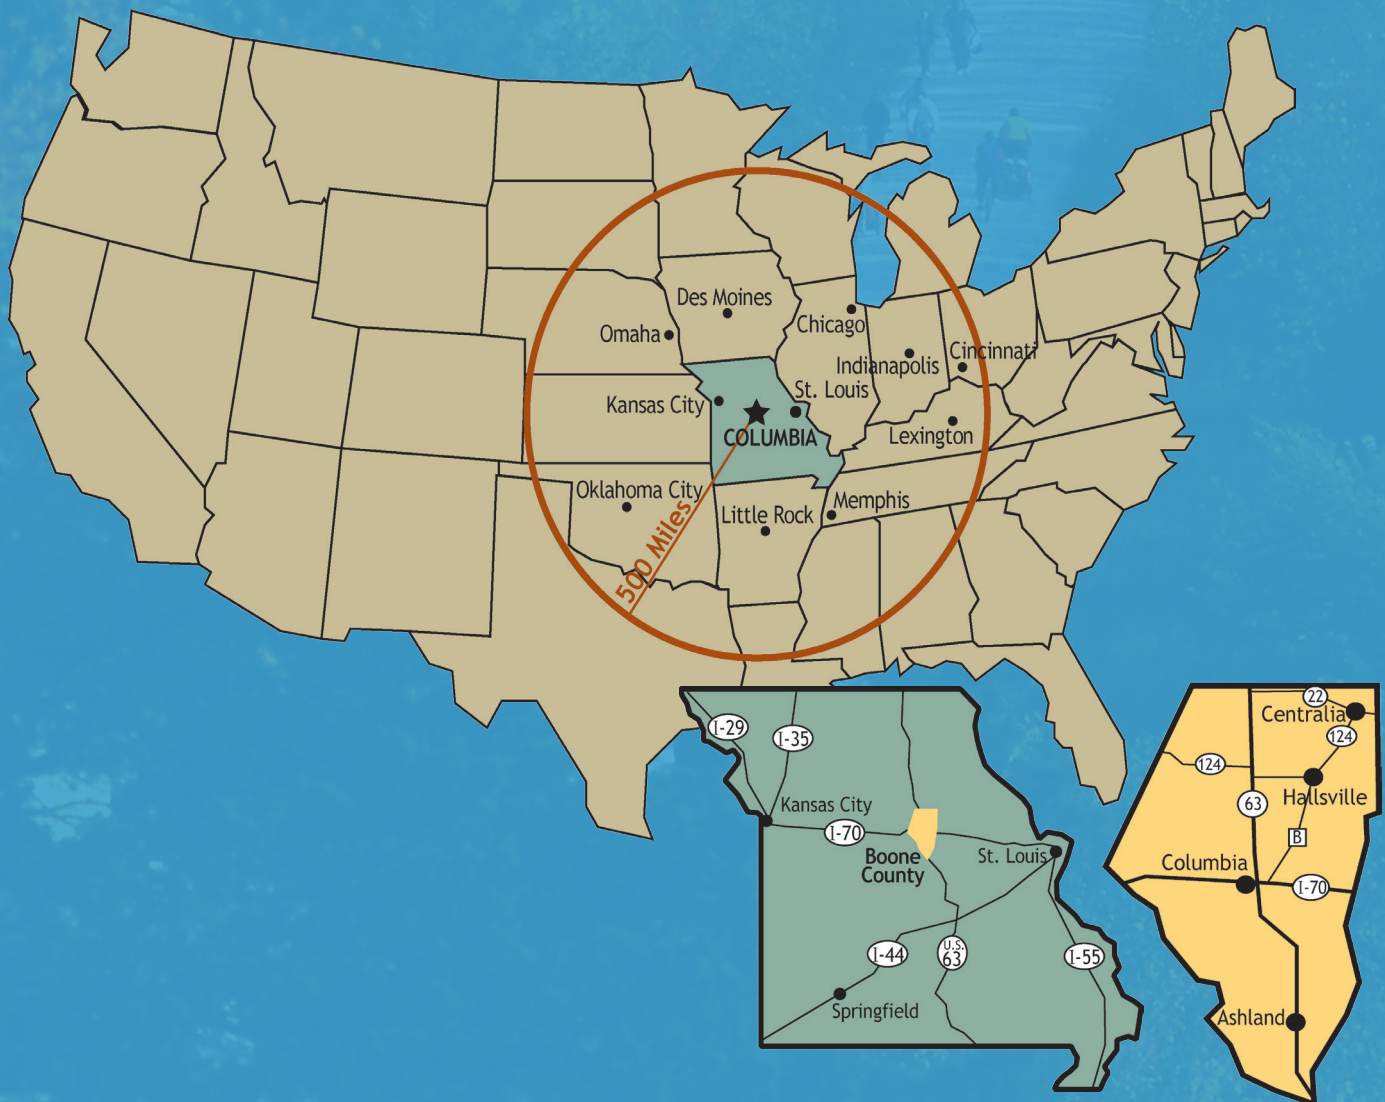 Des Moines
Omaha
Chicago
Cincinnati
Indianapolis
St. Louis
Kansas City
COLUMBIA
Lexington
Oklahoma City
Memphis
Little Rock
500 Miles
I-29
I-35
Kansas City
I-70
Boone
County
St. Louis
I-44
U.S.
63
I-55
Springfield
22
Centralia
124
124
Hallsville
63
B
Columbia
I-70
Ashland